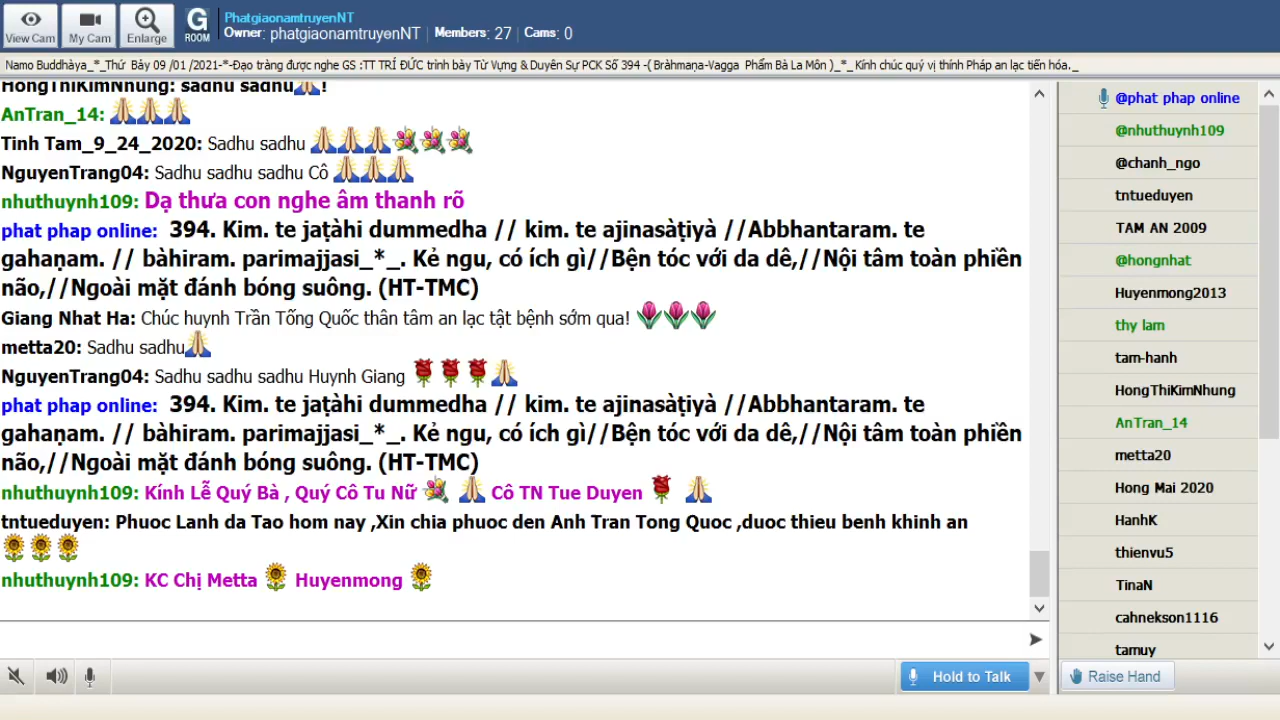 View Cam
My Cam
Enlarge
G
ROOM
PhatgiaonamtruyenNT
Owner: phatgiaonamtruyenNT | Members: 27 | Cams: 0
Namo Buddhàya_*_Thứ Bảy 09 /01 /2021-*-Đạo tràng được nghe GS :TT TRÍ ĐỨC trình bày Từ Vựng & Duyên Sự PCK Số 394 -( Bràhmaṇa-Vagga Phẩm Bà La Môn )_*_ Kính chúc quý vị thính Pháp an lạc tiến hóa._
HongThiKimNhung: sadhu sadhu🙏!
AnTran_14: 🙏🙏🙏
Tinh Tam_9_24_2020: Sadhu sadhu 🙏🙏🙏💐💐💐
NguyenTrang04: Sadhu sadhu sadhu Cô 🙏🙏🙏
nhuthuynh109: Dạ thưa con nghe âm thanh rõ
phat phap online: 394. Kim. te jaṭàhi dummedha // kim. te ajinasàṭiyà //Abbhantaram. te
gahaṇam. // bàhiram. parimajjasi_*_. Kẻ ngu, có ích gì//Bện tóc với da dê,//Nội tâm toàn phiền
não,//Ngoài mặt đánh bóng suông. (HT-TMC)
Giang Nhat Ha: Chúc huynh Trần Tống Quốc thân tâm an lạc tật bệnh sớm qua! 🌷🌷🌷
metta20: Sadhu sadhu🙏
NguyenTrang04: Sadhu sadhu sadhu Huynh Giang 🌹🌹🌹🙏
phat phap online: 394. Kim. te jaṭàhi dummedha // kim. te ajinasàṭiyà //Abbhantaram. te
gahaṇam. // bàhiram. parimajjasi_*_. Kẻ ngu, có ích gì//Bện tóc với da dê,//Nội tâm toàn phiền
não,//Ngoài mặt đánh bóng suông. (HT-TMC)
nhuthuynh109: Kính Lễ Quý Bà , Quý Cô Tu Nữ 💐 🙏 Cô TN Tue Duyen 🌹 🙏
tntueduyen: Phuoc Lanh da Tao hom nay ,Xin chia phuoc den Anh Tran Tong Quoc ,duoc thieu benh khinh an
🌻🌻🌻
nhuthuynh109: KC Chị Metta 🌻 Huyenmong 🌻
Hold to Talk
@phat phap online
@nhuthuynh109
@chanh_ngo
tntueduyen
TAM AN 2009
@hongnhat
Huyenmong2013
thy lam
tam-hanh
HongThiKimNhung
AnTran_14
metta20
Hong Mai 2020
HanhK
thienvu5
TinaN
cahnekson1116
tamuy
Raise Hand